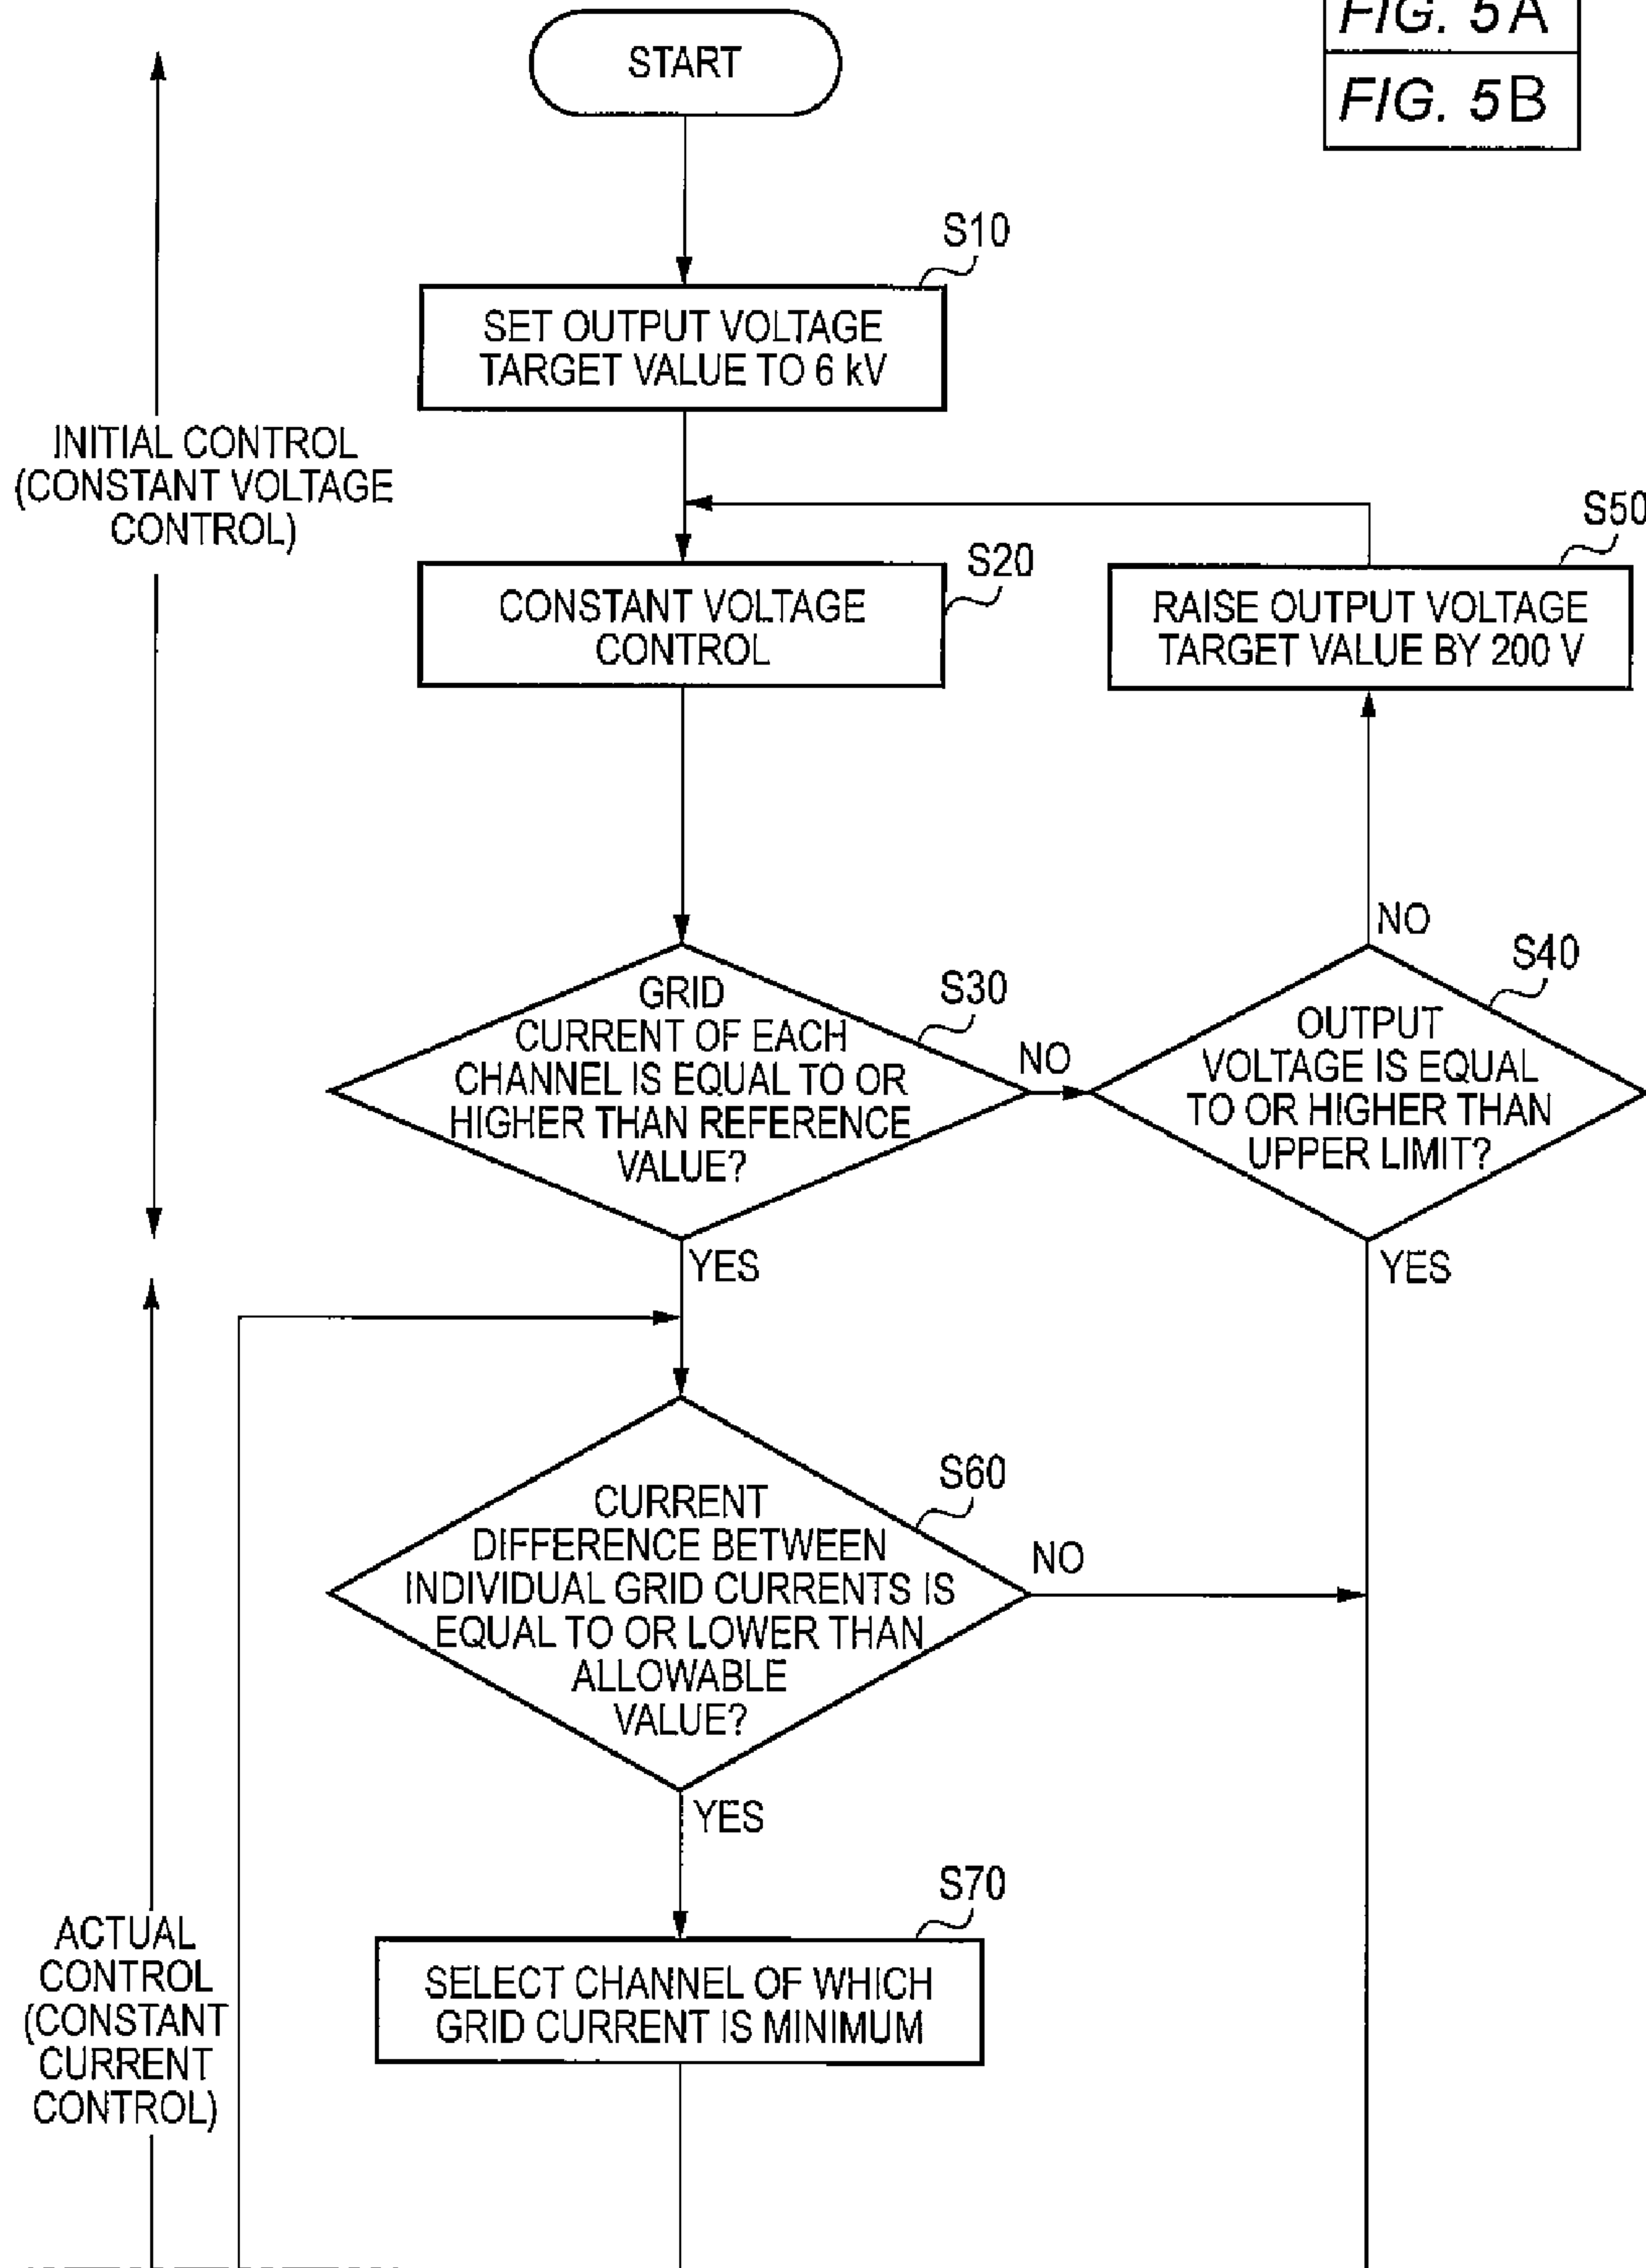 FIG. 5A
FIG. 5B
START
S10
SET OUTPUT VOLTAGE
TARGET VALUE TO 6 kV
INITIAL CONTROL
(CONSTANT VOLTAGE
CONTROL)
S20
CONSTANT VOLTAGE
CONTROL
S50
RAISE OUTPUT VOLTAGE
TARGET VALUE BY 200 V
S30
GRID
CURRENT OF EACH
CHANNEL IS EQUAL TO OR
HIGHER THAN REFERENCE
VALUE?
NO
YES
NO
S40
OUTPUT
VOLTAGE IS EQUAL
TO OR HIGHER THAN
UPPER LIMIT?
YES
S60
CURRENT
DIFFERENCE BETWEEN
INDIVIDUAL GRID CURRENTS IS
EQUAL TO OR LOWER THAN
ALLOWABLE
VALUE?
NO
YES
S70
SELECT CHANNEL OF WHICH
GRID CURRENT IS MINIMUM
ACTUAL
CONTROL
(CONSTANT
CURRENT
CONTROL)